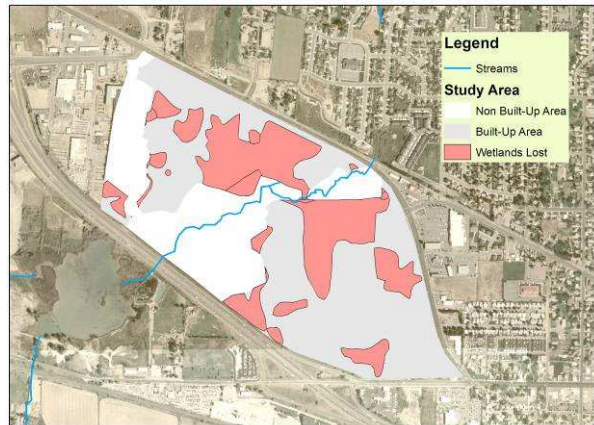 Legend
Streams
Study Area
Non Built-Up Area
Built-Up Area
Wetlands Lost